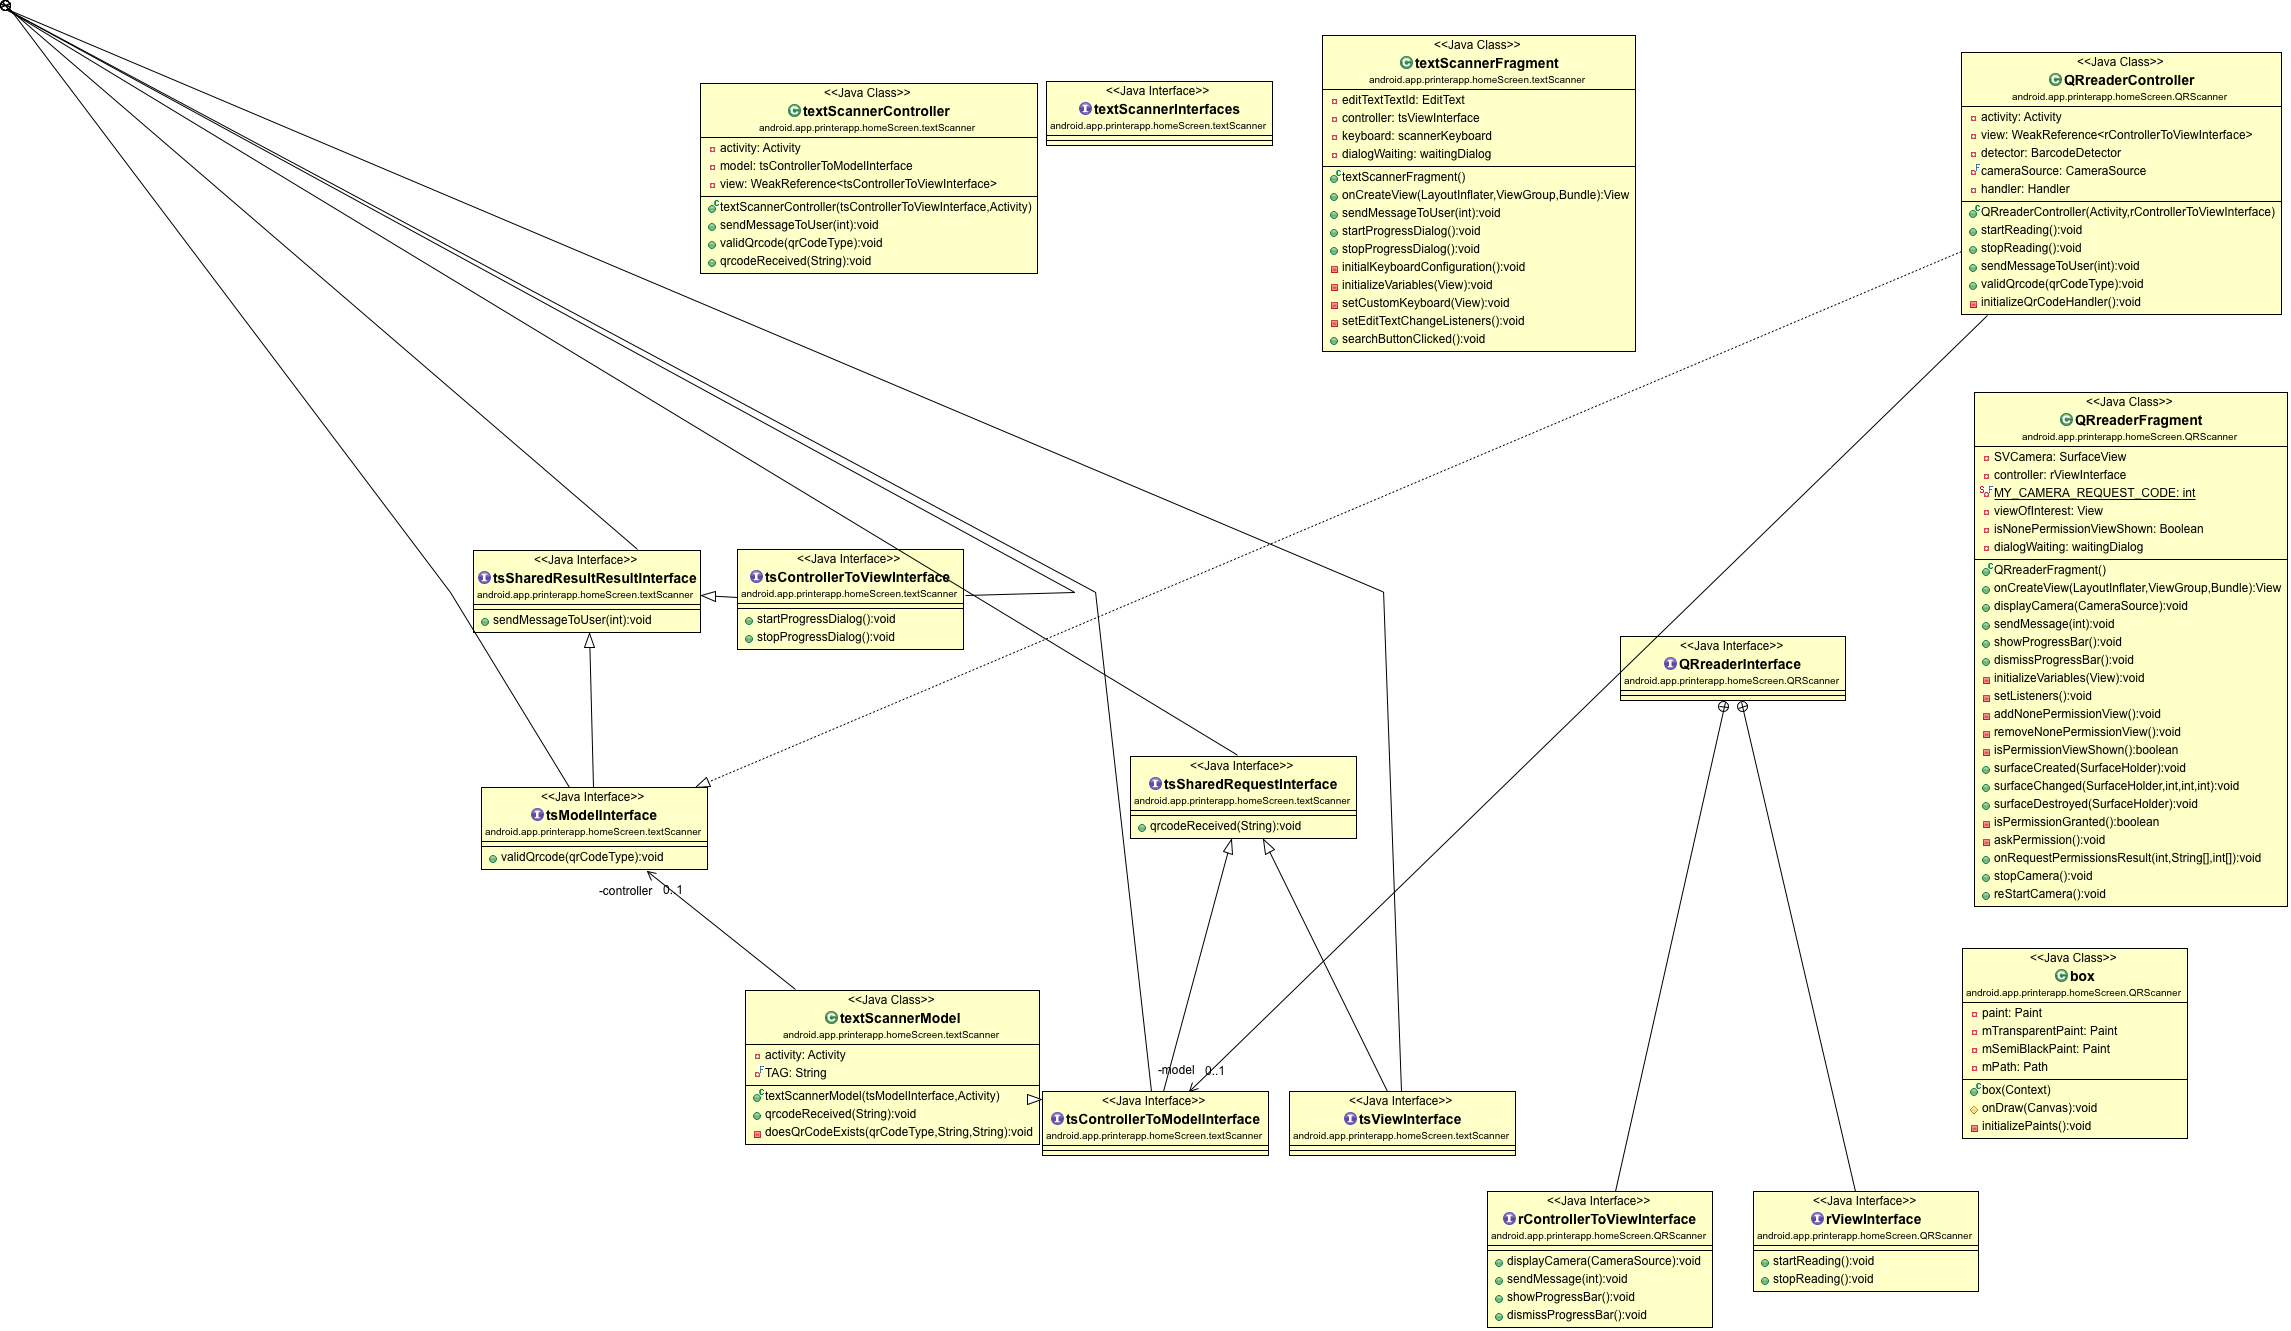 <<Java Class>>
textScannerController
android.app.printerapp.homeScreen.textScanner
activity: Activity
model: tsControllerToModelInterface
view: WeakReference<tsControllerToViewInterface>
textScannerController(tsControllerToViewInterface,Activity)
sendMessageToUser(int):void
validQrcode(qrCodeType):void
qrcodeReceived(String):void
<<Java Interface>>
textScannerInterfaces
android.app.printerapp.homeScreen.textScanner
<<Java Class>>
textScannerFragment
android.app.printerapp.homeScreen.textScanner
editTextTextId: EditText
controller: tsViewInterface
keyboard: scannerKeyboard
dialogWaiting: waitingDialog
textScannerFragment()
onCreateView(LayoutInflater,ViewGroup,Bundle):View
sendMessageToUser(int):void
startProgressDialog():void
stopProgressDialog():void
initialKeyboardConfiguration():void
initializeVariables(View):void
setCustomKeyboard(View):void
setEditTextChangeListeners():void
searchButtonClicked():void
<<Java Class>>
QRreaderController
android.app.printerapp.homeScreen.QRScanner
activity: Activity
view: WeakReference<rControllerToViewInterface>
detector: BarcodeDetector
cameraSource: CameraSource
handler: Handler
QRreaderController(Activity,rControllerToViewInterface)
startReading():void
stopReading():void
sendMessageToUser(int):void
validQrcode(qrCodeType):void
initializeQrCodeHandler():void
<<Java Class>>
QRreaderFragment
android.app.printerapp.homeScreen.QRScanner
SVCamera: SurfaceView
controller: rViewInterface
MY_CAMERA_REQUEST_CODE: int
viewOfInterest: View
isNonePermissionViewShown: Boolean
dialogWaiting: waitingDialog
QRreaderFragment()
onCreateView(LayoutInflater,ViewGroup,Bundle):View
displayCamera(CameraSource):void
sendMessage(int):void
showProgressBar():void
dismissProgressBar():void
initializeVariables(View):void
setListeners():void
addNonePermissionView():void
removeNonePermissionView():void
isPermissionViewShown():boolean
surfaceCreated(SurfaceHolder):void
surfaceChanged(SurfaceHolder,int,int,int):void
surfaceDestroyed(SurfaceHolder):void
isPermissionGranted():boolean
askPermission():void
onRequestPermissionsResult(int,String[],int[]):void
stopCamera():void
reStartCamera():void
<<Java Interface>>
tsSharedResultResultInterface
android.app.printerapp.homeScreen.textScanner
sendMessageToUser(int):void
<<Java Interface>>
tsControllerToViewInterface
android.app.printerapp.homeScreen.textScanner
startProgressDialog():void
stopProgressDialog():void
<<Java Interface>>
QRreaderInterface
android.app.printerapp.homeScreen.QRScanner
<<Java Interface>>
tsModelInterface
android.app.printerapp.homeScreen.textScanner
validQrcode(qrCodeType):void
-controller 0..1
<<Java Interface>>
tsSharedRequestInterface
android.app.printerapp.homeScreen.textScanner
qrcodeReceived(String):void
<<Java Class>>
textScannerModel
android.app.printerapp.homeScreen.textScanner
activity: Activity
TAG: String
textScannerModel(tsModelInterface,Activity)
qrcodeReceived(String):void
doesQrCodeExists(qrCodeType,String,String):void
-model 0..1
<<Java Interface>>
tsControllerToModelInterface
android.app.printerapp.homeScreen.textScanner
<<Java Interface>>
tsViewInterface
android.app.printerapp.homeScreen.textScanner
<<Java Class>>
box
android.app.printerapp.homeScreen.QRScanner
paint: Paint
mTransparentPaint: Paint
mSemiBlackPaint: Paint
mPath: Path
box(Context)
onDraw(Canvas):void
initializePaints():void
<<Java Interface>>
rControllerToViewInterface
android.app.printerapp.homeScreen.QRScanner
displayCamera(CameraSource):void
sendMessage(int):void
showProgressBar():void
dismissProgressBar():void
<<Java Interface>>
rViewInterface
android.app.printerapp.homeScreen.QRScanner
startReading():void
stopReading():void